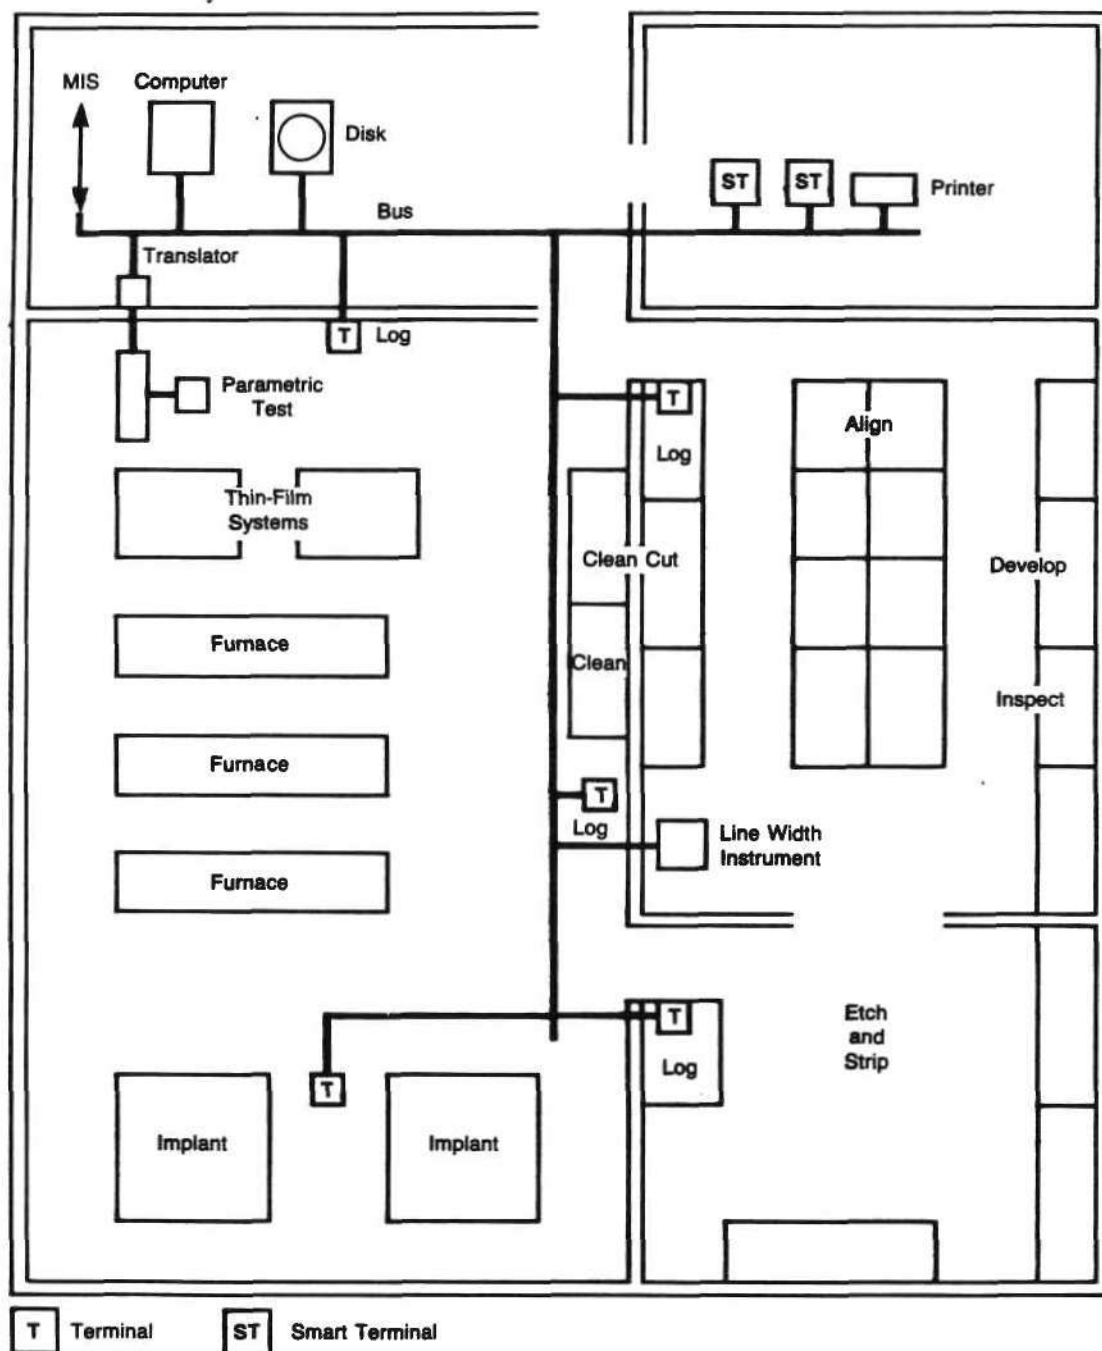 MIS
Computer
Disk
Bus
ST
ST
Printer
Translator
T
Log
Parametric
Test
T
Log
Align
Thin-Film
Systems
Clean Cut
Develop
Furnace
Clean
Inspect
Furnace
T
Log
Line Width
Instrument
Furnace
T
Log
Etch
and
Strip
T
Implant
Implant
T Terminal
ST Smart Terminal